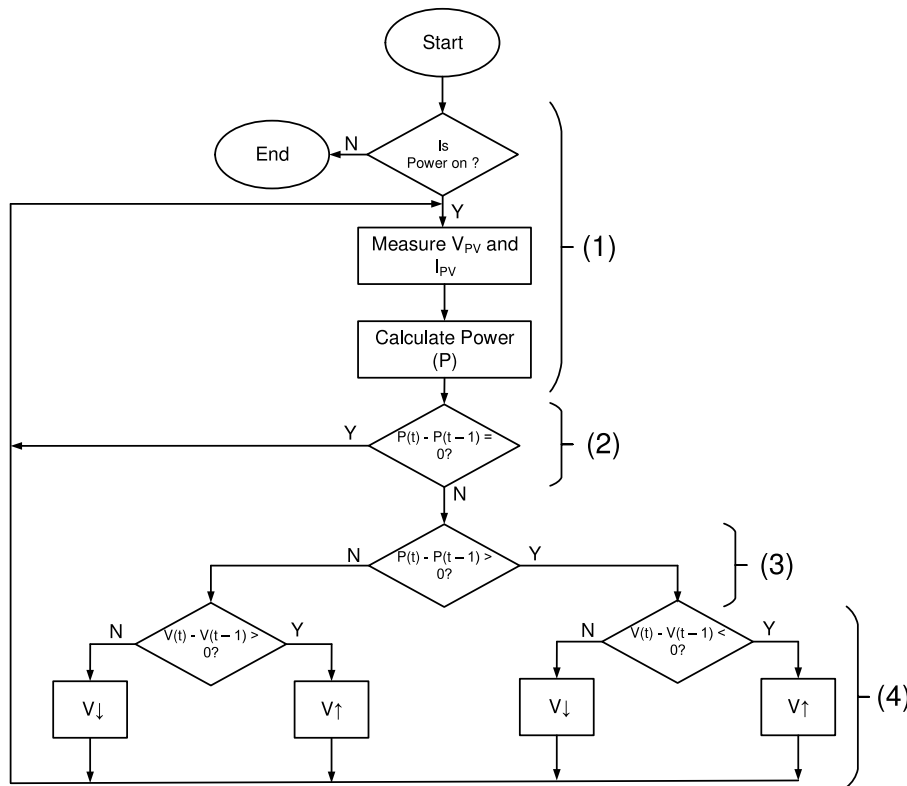 Start
Is
Power on ?
N
End
Y
Measure V_PV and
I_PV
(1)
Calculate Power
(P)
Y
P(t) - P(t – 1) =
0?
(2)
N
N
P(t) - P(t – 1) >
0?
Y
(3)
N
V(t) - V(t – 1) >
0?
Y
N
V(t) - V(t – 1) <
0?
Y
V↓
V↑
V↓
V↑
(4)